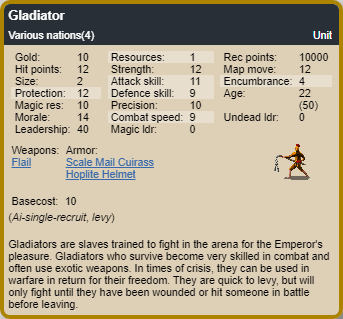 Gladiator
Various nations(4) Unit
Gold: 10 Resources: 1 Rec points: 10000
Hit points: 12 Strength: 12 Map move: 12
Size: 2 Attack skill: 11 Encumbrance: 4
Protection: 12 Defence skill: 9 Age: 22
Magic res: 10 Precision: 10 (50)
Morale: 14 Combat speed: 9 Undead ldr: 0
Leadership: 40 Magic ldr: 0
Weapons: Armor:
Flail Scale Mail Cuirass
Hoplite Helmet
Basecost: 10
(Ai-single-recruit, levy)
Gladiators are slaves trained to fight in the arena for the Emperor's
pleasure. Gladiators who survive become very skilled in combat and
often use exotic weapons. In times of crisis, they can be used in
warfare in return for their freedom. They are quick to levy, but will
only fight until they have been wounded or hit someone in battle
before leaving.